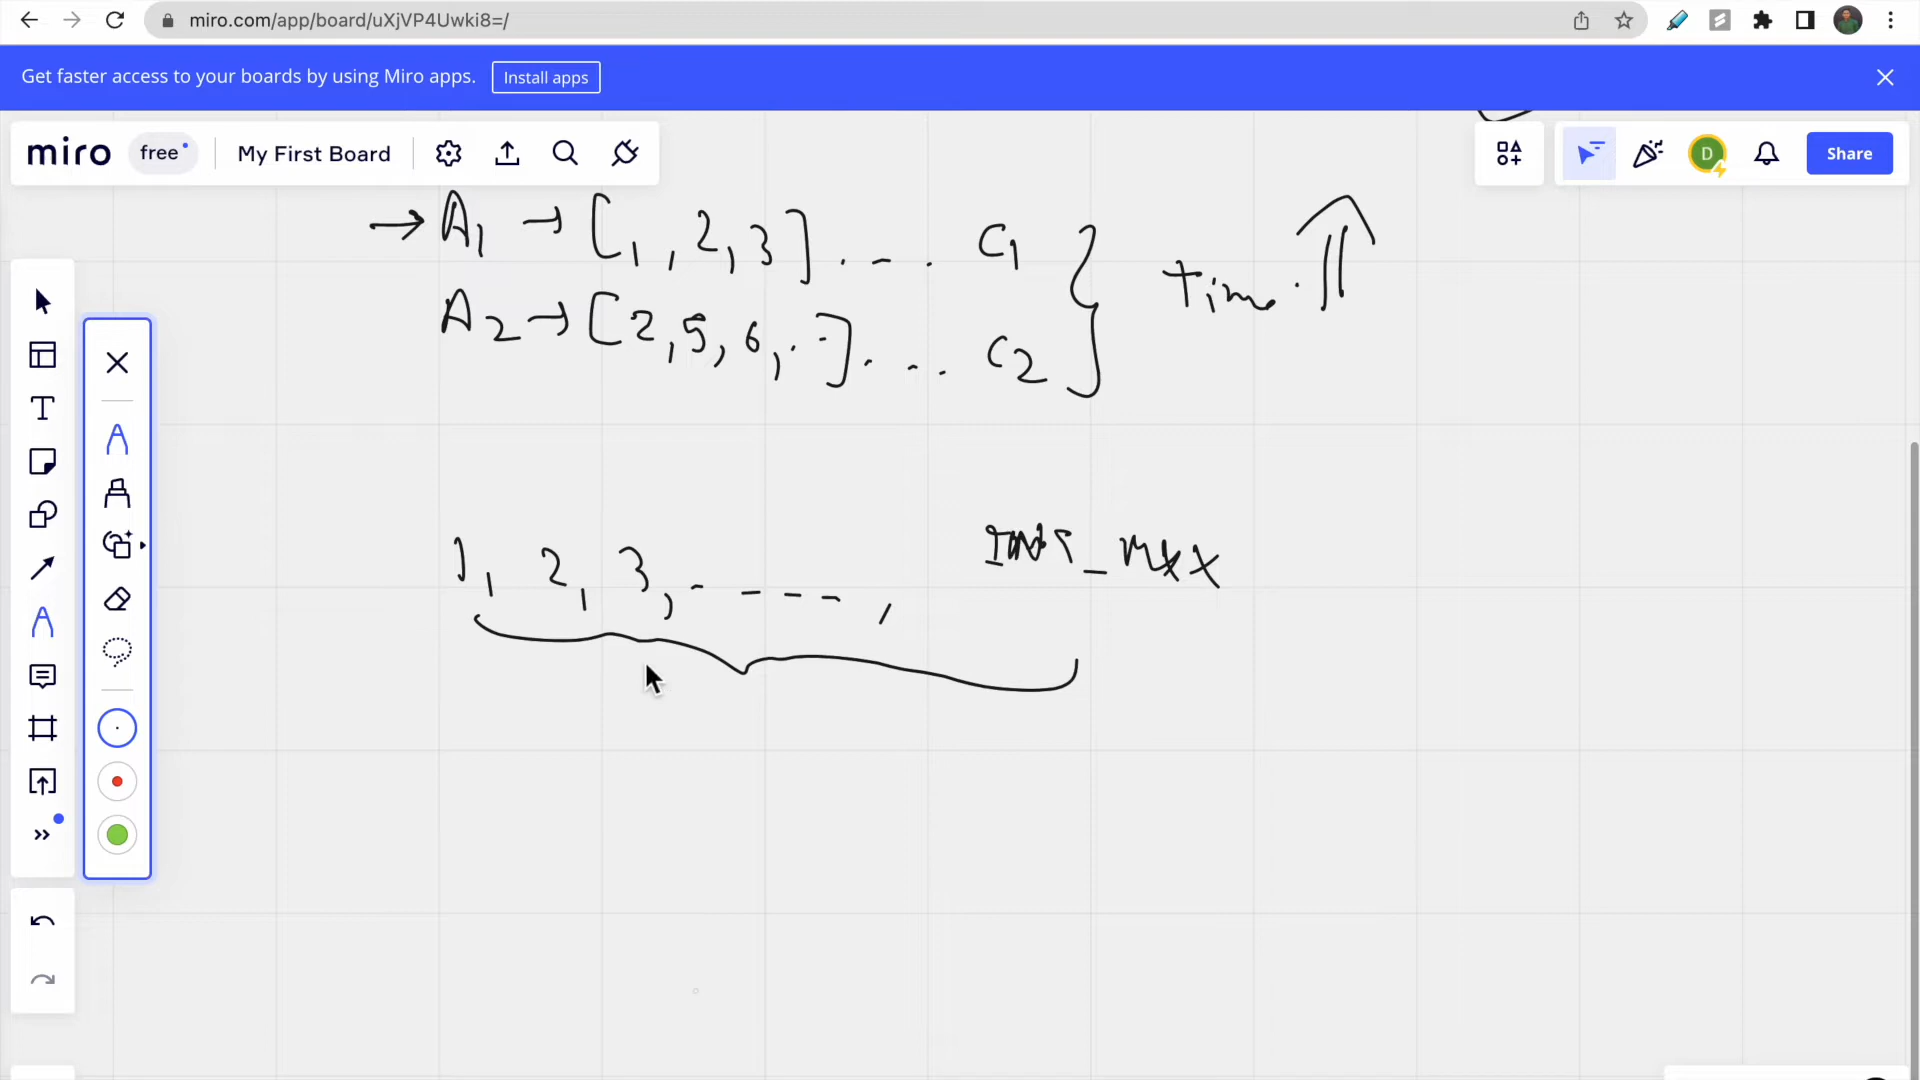 miro.com/app/board/uXjVP4Uwki8=/
Get faster access to your boards by using Miro apps. Install apps
miro free My First Board
D Share
→ A1 → [1, 2, 3] . - . C1
time. ⇑
A2 → [2, 5, 6, . -] . -- . C2
1, 2, 3, - - - - , _MAX